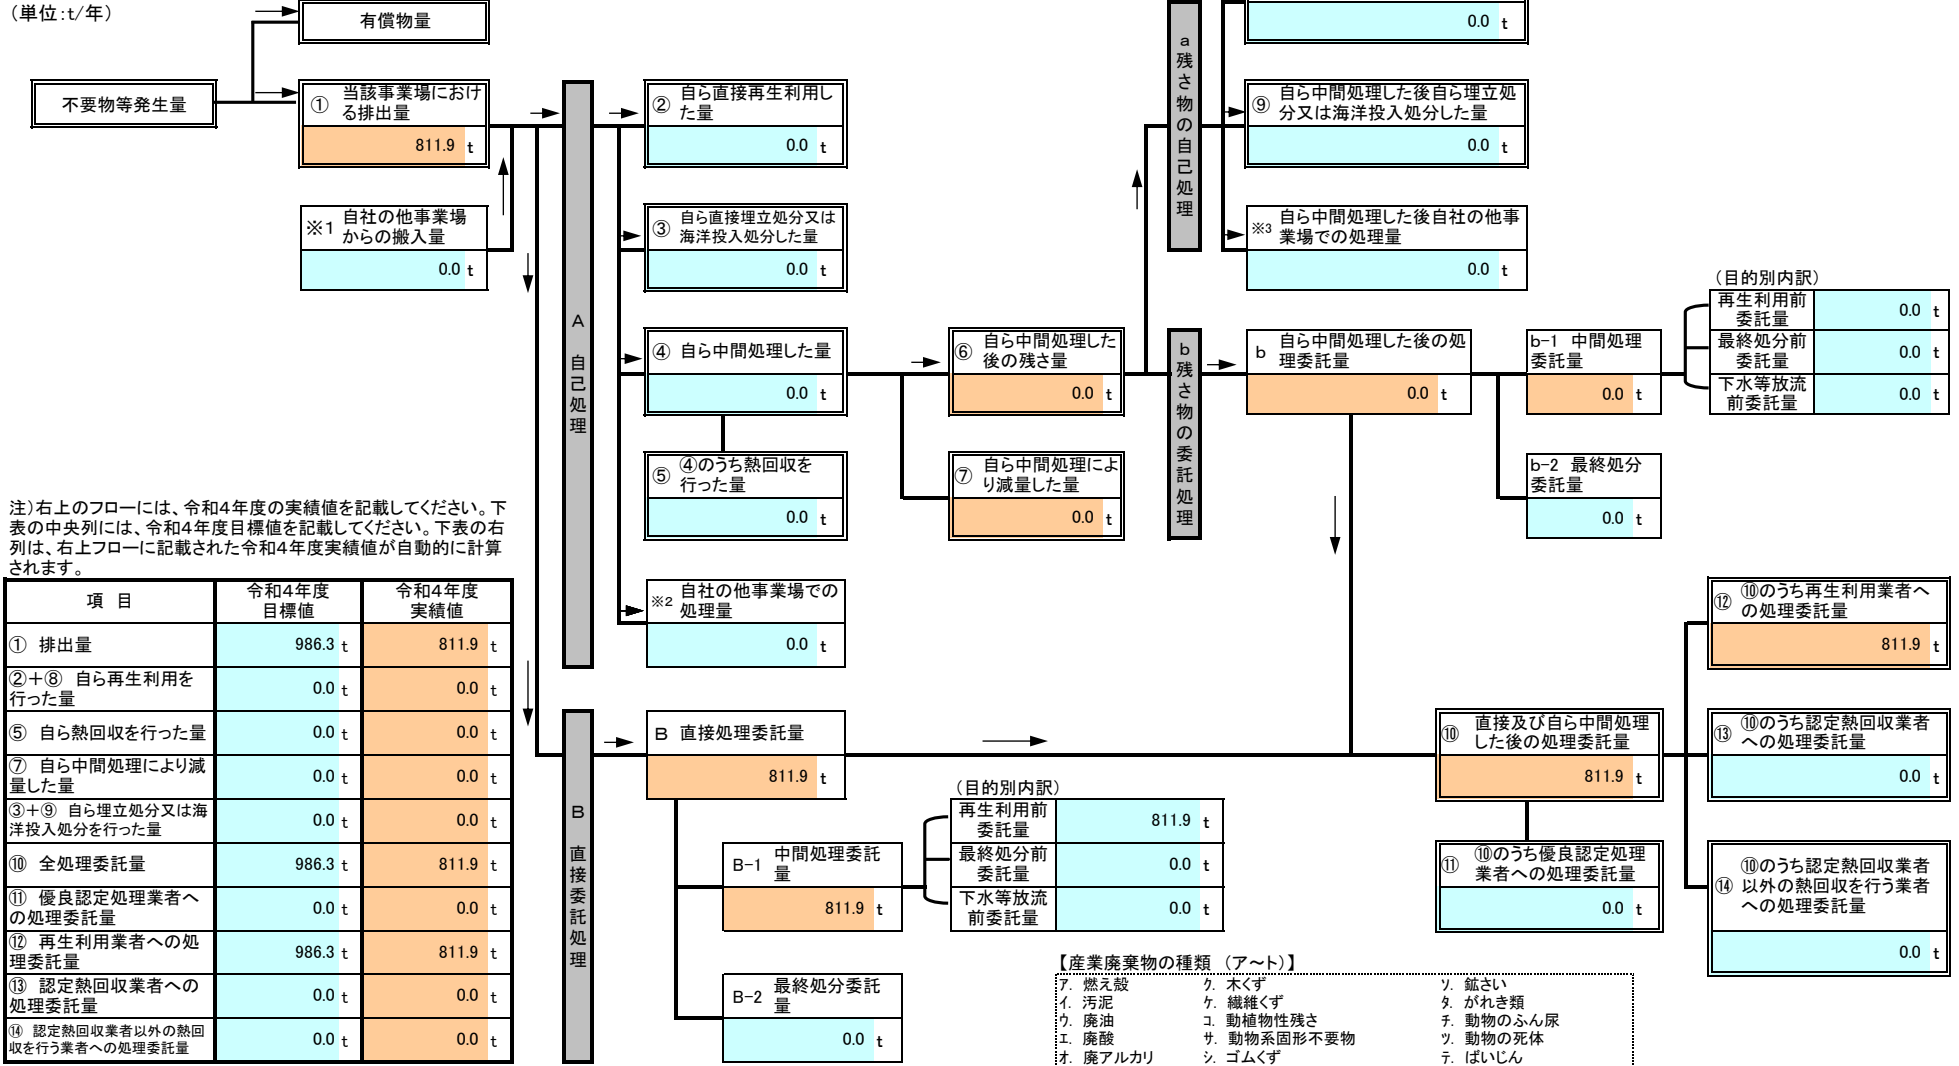 （単位：t/年）
有償物量
不要物等発生量
① 当該事業場におけ
る排出量
811.9 t
※1 自社の他事業場
からの搬入量
0.0 t
A 自己処理
② 自ら直接再生利用し
た量
0.0 t
③ 自ら直接埋立処分又は
海洋投入処分した量
0.0 t
④ 自ら中間処理した量
0.0 t
⑤ ④のうち熱回収を
行った量
0.0 t
※2 自社の他事業場での
処理量
0.0 t
⑥ 自ら中間処理した
後の残さ量
0.0 t
⑦ 自ら中間処理によ
り減量した量
0.0 t
a 残さ物の自己処理
0.0 t
⑨ 自ら中間処理した後自ら埋立処
分又は海洋投入処分した量
0.0 t
※3 自ら中間処理した後自社の他事
業場での処理量
0.0 t
b 残さ物の委託処理
b 自ら中間処理した後の処
理委託量
0.0 t
b-1 中間処理
委託量
0.0 t
b-2 最終処分
委託量
0.0 t
（目的別内訳）
再生利用前
委託量
0.0 t
最終処分前
委託量
0.0 t
下水等放流
前委託量
0.0 t
注）右上のフローには、令和4年度の実績値を記載してください。下
表の中央列には、令和4年度目標値を記載してください。下表の右
列は、右上フローに記載された令和4年度実績値が自動的に計算
されます。
項 目
令和4年度
目標値
令和4年度
実績値
① 排出量
986.3 t 811.9 t
②＋⑧ 自ら再生利用を
行った量
0.0 t 0.0 t
⑤ 自ら熱回収を行った量
0.0 t 0.0 t
⑦ 自ら中間処理により減
量した量
0.0 t 0.0 t
③＋⑨ 自ら埋立処分又は海
洋投入処分を行った量
0.0 t 0.0 t
⑩ 全処理委託量
986.3 t 811.9 t
⑪ 優良認定処理業者へ
の処理委託量
0.0 t 0.0 t
⑫ 再生利用業者への処
理委託量
986.3 t 811.9 t
⑬ 認定熱回収業者への
処理委託量
0.0 t 0.0 t
⑭ 認定熱回収業者以外の熱回
収を行う業者への処理委託量
0.0 t 0.0 t
B 直接委託処理
B 直接処理委託量
811.9 t
B-1 中間処理委託
量
811.9 t
B-2 最終処分委託
量
0.0 t
（目的別内訳）
再生利用前
委託量
811.9 t
最終処分前
委託量
0.0 t
下水等放流
前委託量
0.0 t
⑩ 直接及び自ら中間処理
した後の処理委託量
811.9 t
⑪ ⑩のうち優良認定処理
業者への処理委託量
0.0 t
⑫ ⑩のうち再生利用業者へ
の処理委託量
811.9 t
⑬ ⑩のうち認定熱回収業者
への処理委託量
0.0 t
⑭ ⑩のうち認定熱回収業者
以外の熱回収を行う業者
への処理委託量
0.0 t
【産業廃棄物の種類 （ア～ト）】
ア. 燃え殻 ク. 木くず ソ. 鉱さい
イ. 汚泥 ケ. 繊維くず タ. がれき類
ウ. 廃油 コ. 動植物性残さ チ. 動物のふん尿
エ. 廃酸 サ. 動物系固形不要物 ツ. 動物の死体
オ. 廃アルカリ シ. ゴムくず テ. ばいじん